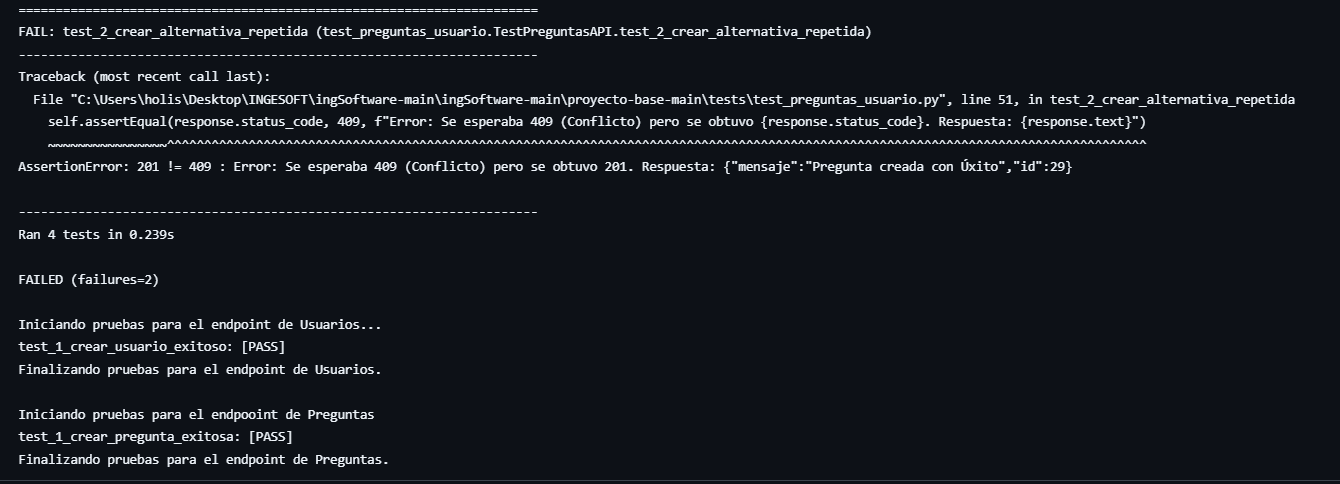 ======================================================================
FAIL: test_2_crear_alternativa_repetida (test_preguntas_usuario.TestPreguntasAPI.test_2_crear_alternativa_repetida)
----------------------------------------------------------------------
Traceback (most recent call last):
  File "C:\Users\holis\Desktop\INGESOFT\ingSoftware-main\ingSoftware-main\proyecto-base-main\tests\test_preguntas_usuario.py", line 51, in test_2_crear_alternativa_repetida
    self.assertEqual(response.status_code, 409, f"Error: Se esperaba 409 (Conflicto) pero se obtuvo {response.status_code}. Respuesta: {response.text}")
    ~~~~~~~~~~~~~~~~^^^^^^^^^^^^^^^^^^^^^^^^^^^^^^^^^^^^^^^^^^^^^^^^^^^^^^^^^^^^^^^^^^^^^^^^^^^^^^^^^^^^^^^^^^^^^^^^^^^^^^^^^^^^^^^^^^^^^^^^^^^^^^^^^^^^
AssertionError: 201 != 409 : Error: Se esperaba 409 (Conflicto) pero se obtuvo 201. Respuesta: {"mensaje":"Pregunta creada con Úxito","id":29}
----------------------------------------------------------------------
Ran 4 tests in 0.239s
FAILED (failures=2)
Iniciando pruebas para el endpoint de Usuarios...
test_1_crear_usuario_exitoso: [PASS]
Finalizando pruebas para el endpoint de Usuarios.
Iniciando pruebas para el endpooint de Preguntas
test_1_crear_pregunta_exitosa: [PASS]
Finalizando pruebas para el endpoint de Preguntas.